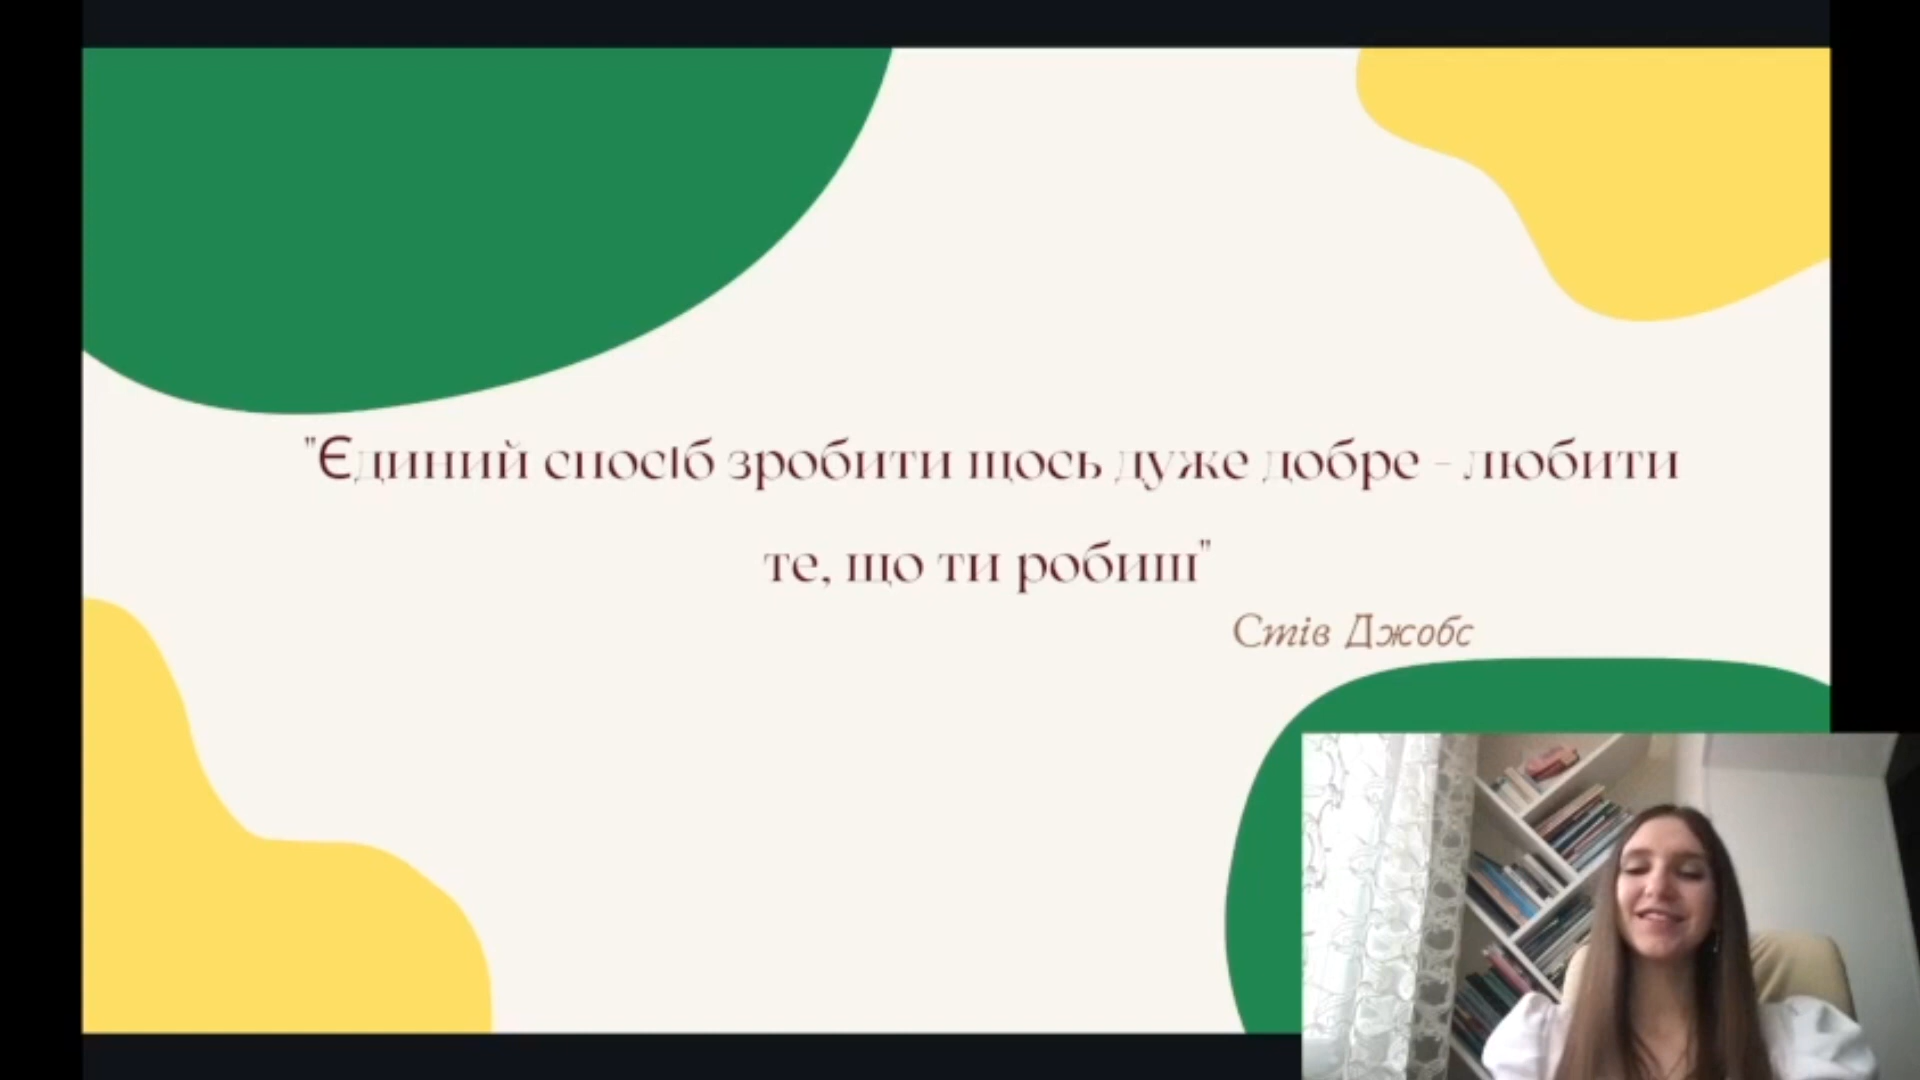 "Єдиний спосіб зробити щось дуже добре - любити
те, що ти робиш"
Стів Джобс